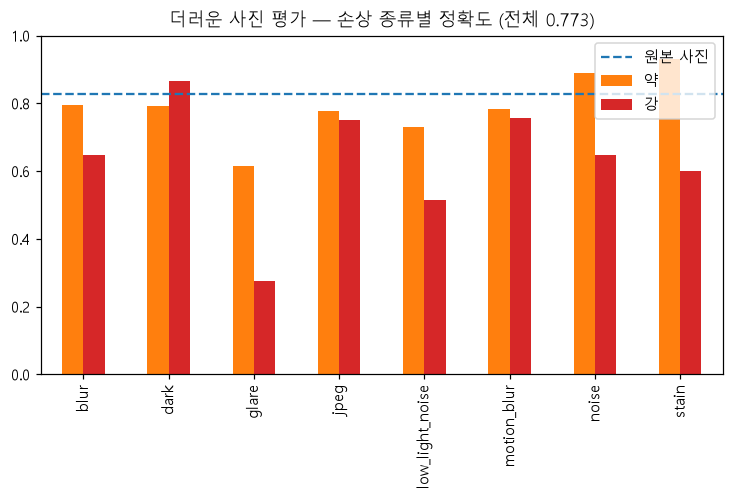 더러운 사진 평가 — 손상 종류별 정확도 (전체 0.773)
1.0
0.8
0.6
0.4
0.2
0.0
원본 사진
약
강
blur
dark
glare
jpeg
low_light_noise
motion_blur
noise
stain